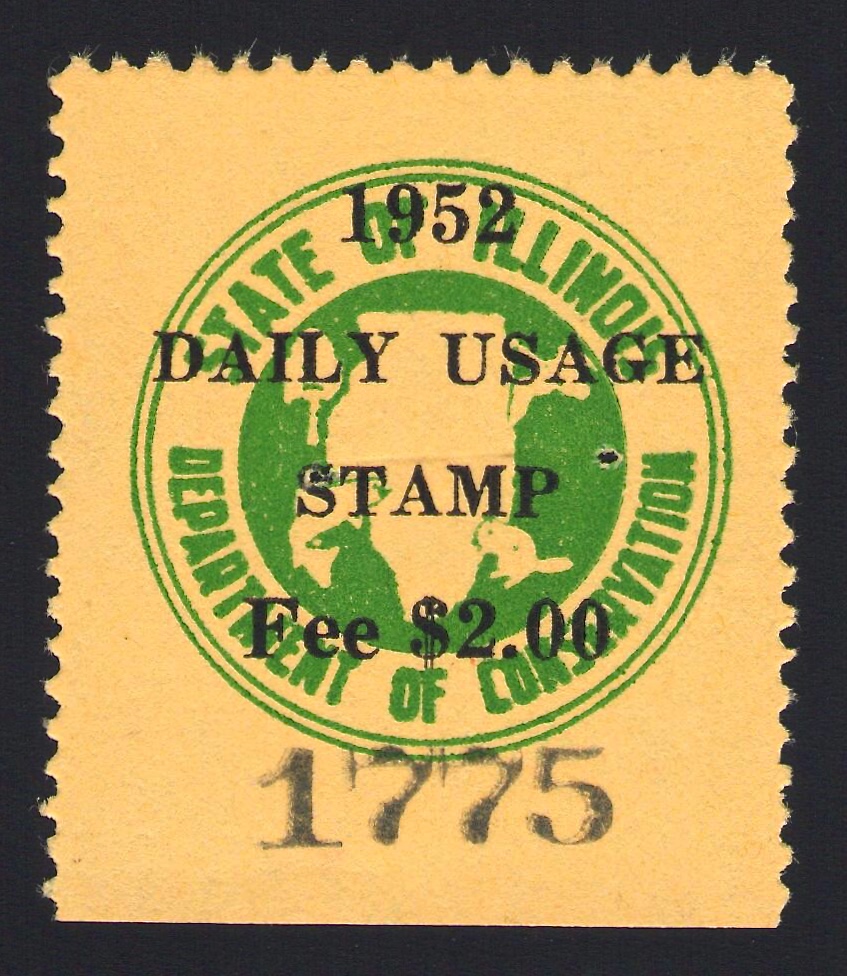 1952
STATE OF ILLINOIS
DAILY USAGE
STAMP
Fee $2.00
DEPARTMENT OF CONSERVATION
1775